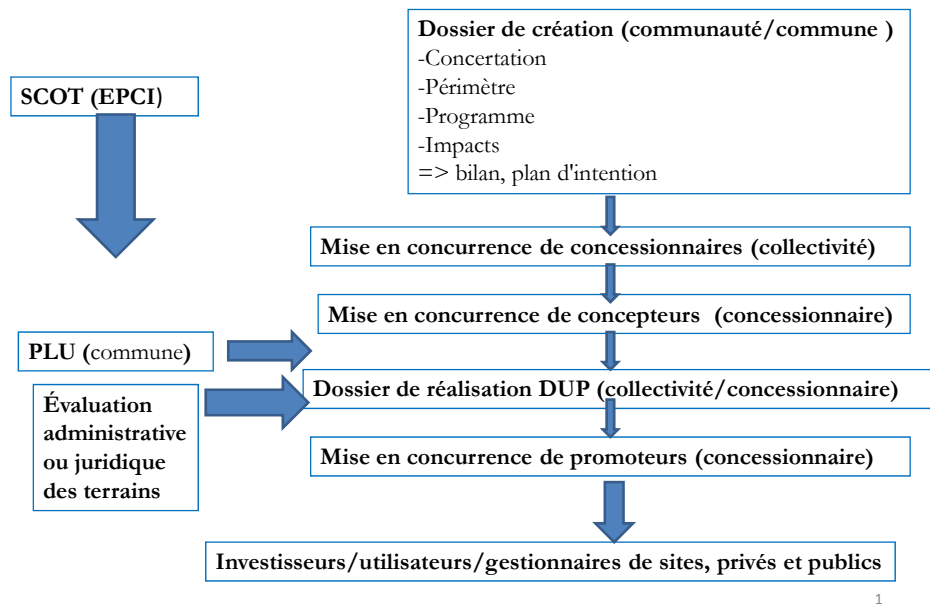 Dossier de création (communauté/commune )
-Concertation
-Périmètre
-Programme
-Impacts
=> bilan, plan d'intention
SCOT (EPCI)
Mise en concurrence de concessionnaires (collectivité)
Mise en concurrence de concepteurs (concessionnaire)
PLU (commune)
Dossier de réalisation DUP (collectivité/concessionnaire)
Évaluation
administrative
ou juridique
des terrains
Mise en concurrence de promoteurs (concessionnaire)
Investisseurs/utilisateurs/gestionnaires de sites, privés et publics
1